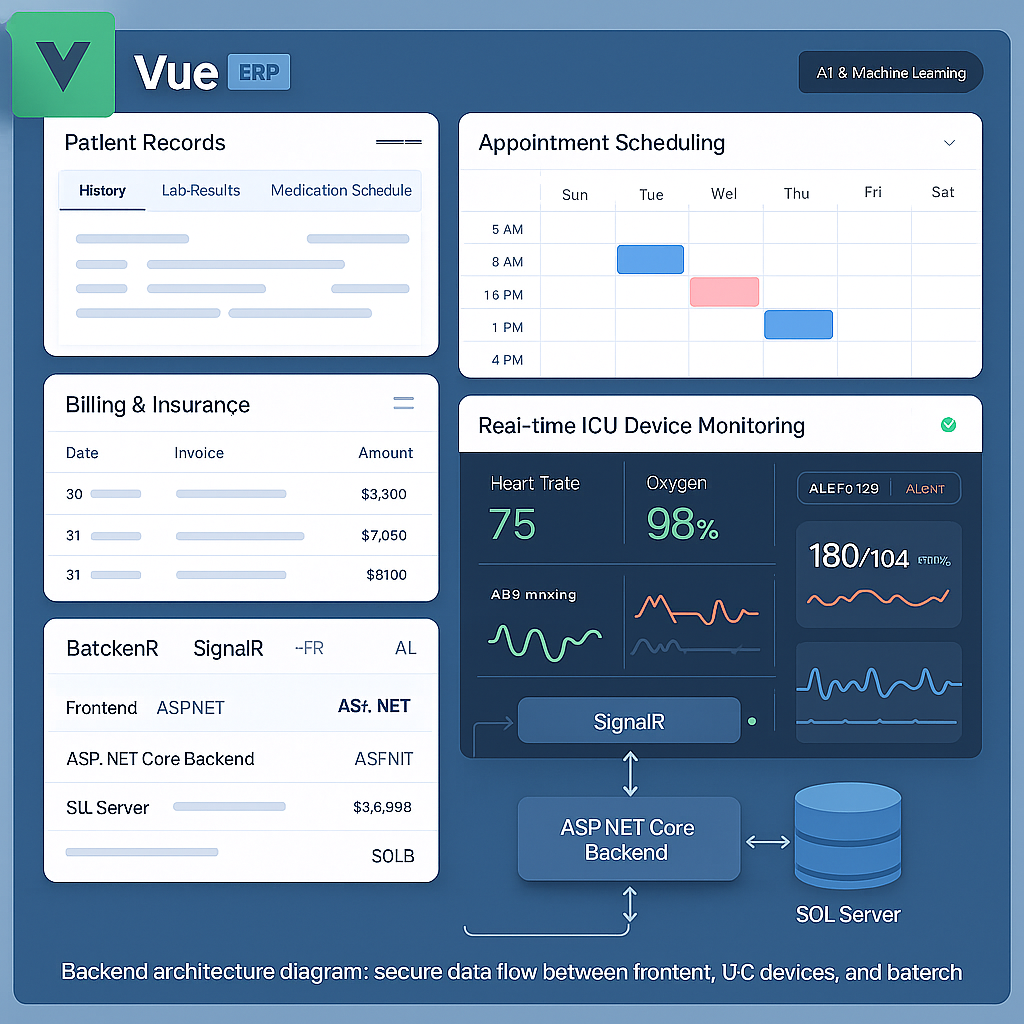 Vue ERP
A1 & Machine Leaming
Patlent Records
History Lab-Results Medication Schedule
Appointment Scheduling
Sun Tue Wel Thu Fri Sat
5 AM
8 AM
16 PM
1 PM
4 PM
Billing & Insurance
Date Invoice Amount
30 $3,300
31 $7,050
31 $8100
Reai-time ICU Device Monitoring
Heart Trate
75
Oxygen
98%
ALEFo 129 ALeNT
180/104
AB9 mnxing
SignalR
BatckenR SignalR -FR AL
Frontend ASPNET ASf. NET
ASP. NET Core Backend ASFNIT
SLL Server $3,6,998
SOLB
ASP NET Core
Backend
SOL Server
Backend architecture diagram: secure data flow between frontent, U·C devices, and baterch